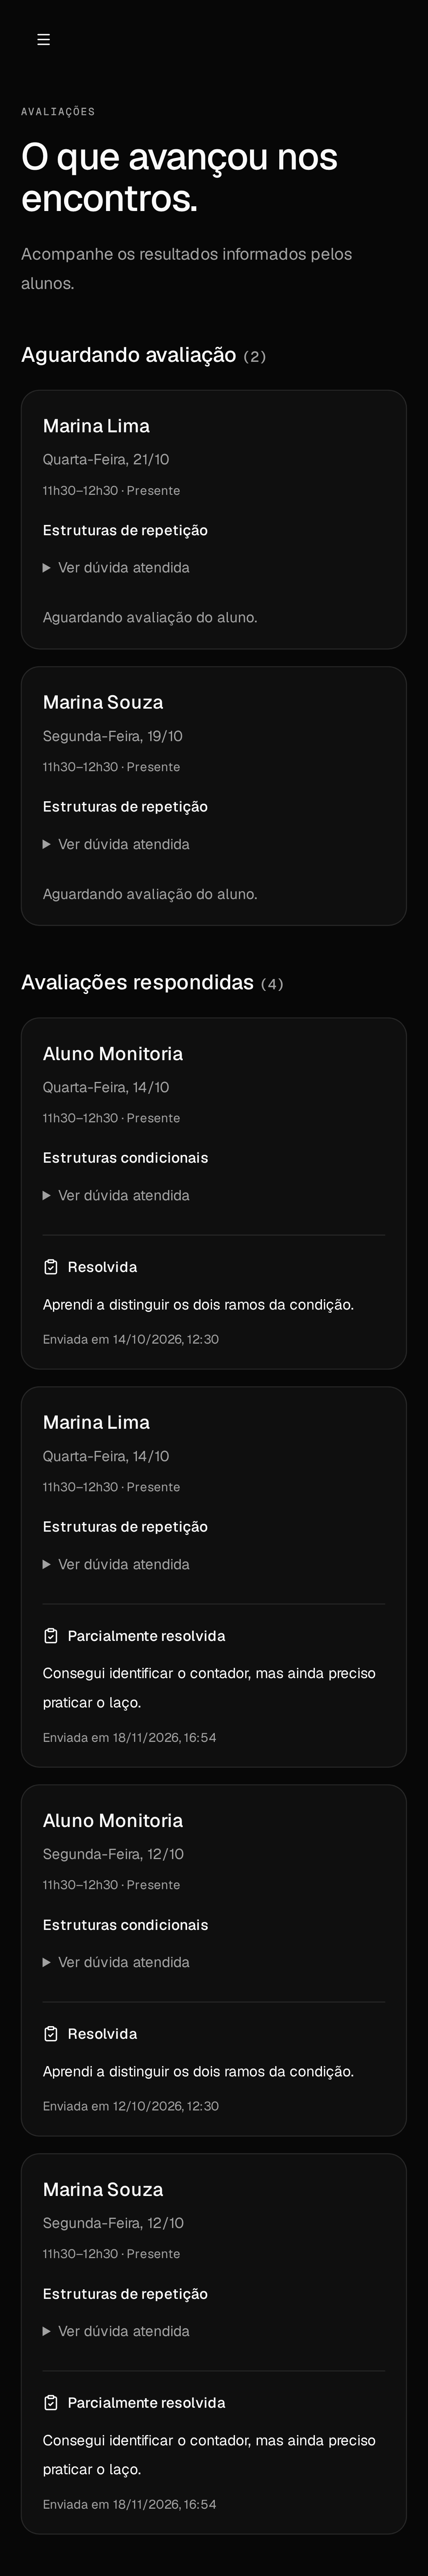 AVALIAÇÕES
O que avançou nos
encontros.
Acompanhe os resultados informados pelos
alunos.
Aguardando avaliação (2)
Marina Lima
Quarta-Feira, 21/10
11h30–12h30 · Presente
Estruturas de repetição
Ver dúvida atendida
Aguardando avaliação do aluno.
Marina Souza
Segunda-Feira, 19/10
11h30–12h30 · Presente
Estruturas de repetição
Ver dúvida atendida
Aguardando avaliação do aluno.
Avaliações respondidas (4)
Aluno Monitoria
Quarta-Feira, 14/10
11h30–12h30 · Presente
Estruturas condicionais
Ver dúvida atendida
Resolvida
Aprendi a distinguir os dois ramos da condição.
Enviada em 14/10/2026, 12:30
Marina Lima
Quarta-Feira, 14/10
11h30–12h30 · Presente
Estruturas de repetição
Ver dúvida atendida
Parcialmente resolvida
Consegui identificar o contador, mas ainda preciso
praticar o laço.
Enviada em 18/11/2026, 16:54
Aluno Monitoria
Segunda-Feira, 12/10
11h30–12h30 · Presente
Estruturas condicionais
Ver dúvida atendida
Resolvida
Aprendi a distinguir os dois ramos da condição.
Enviada em 12/10/2026, 12:30
Marina Souza
Segunda-Feira, 12/10
11h30–12h30 · Presente
Estruturas de repetição
Ver dúvida atendida
Parcialmente resolvida
Consegui identificar o contador, mas ainda preciso
praticar o laço.
Enviada em 18/11/2026, 16:54